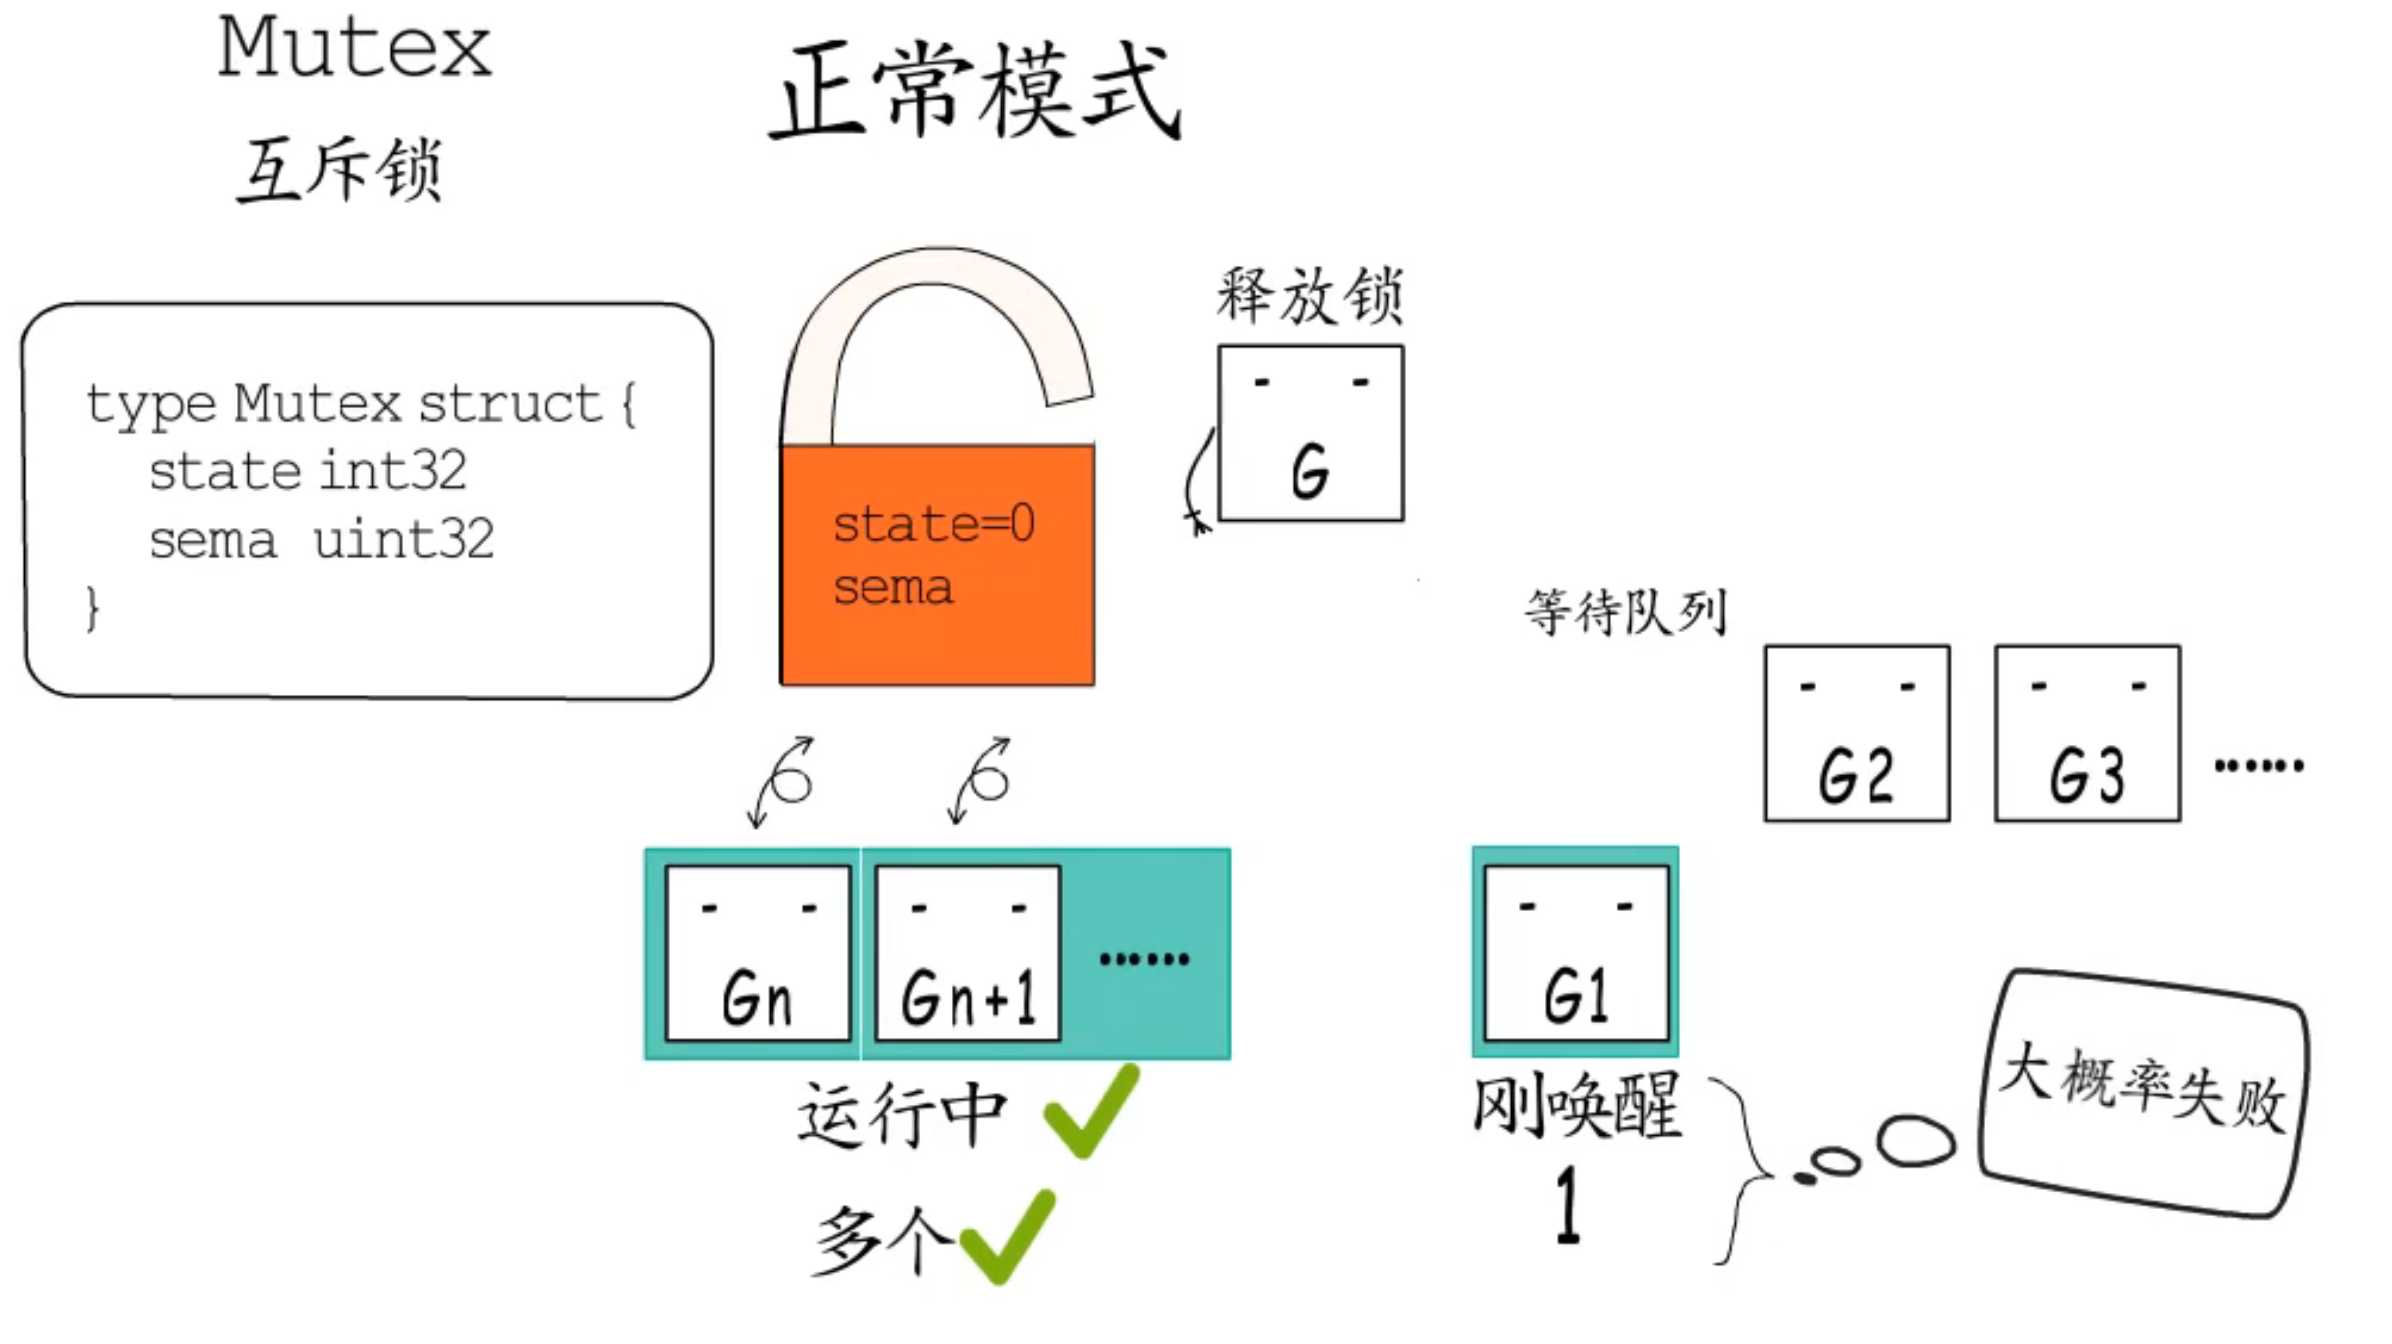 Mutex
互斥锁
正常模式
type Mutex struct {
state int32
sema uint32
}
state=0
sema
释放锁
G
等待队列
G2
G3
......
Gn
Gn+1
......
运行中
多个
G1
刚唤醒
1
大概率失败